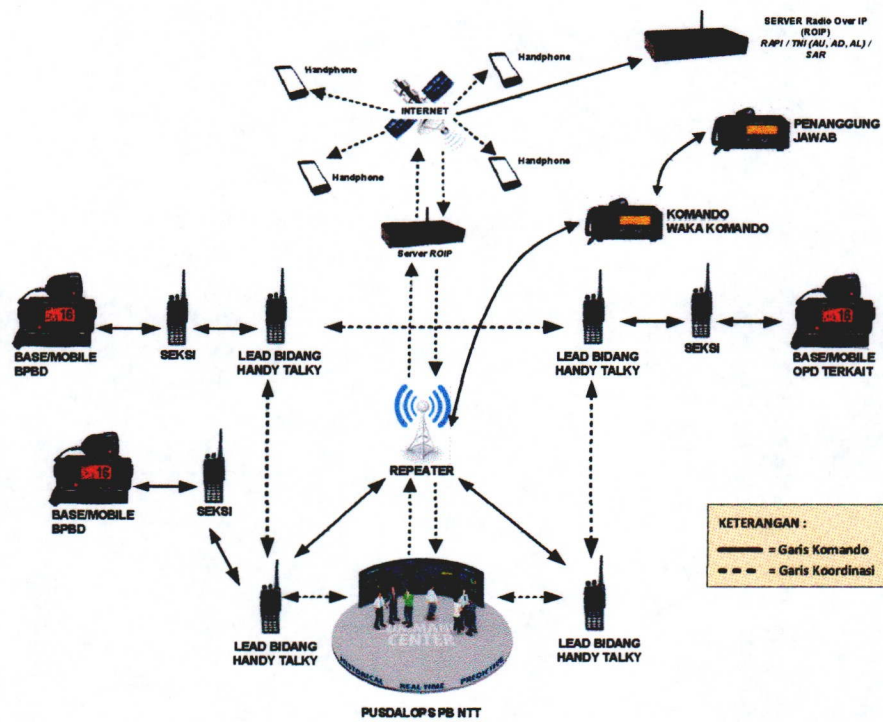 SERVER Radio Over IP
(ROIP)
RAPI / TNI (AU, AD, AL) /
SAR
Handphone
Handphone
INTERNET
Handphone
Handphone
PENANGGUNG
JAWAB
KOMANDO
WAKA KOMANDO
Server ROIP
16
BASE/MOBILE
BPBD
SEKSI
LEAD BIDANG
HANDY TALKY
LEAD BIDANG
HANDY TALKY
SEKSI
16
BASE/MOBILE
OPD TERKAIT
REPEATER
16
BASE/MOBILE
BPBD
SEKSI
KETERANGAN :
= Garis Komando
= Garis Koordinasi
LEAD BIDANG
HANDY TALKY
CENTER
HISTORICAL
REAL TIME
PREDICTIVE
LEAD BIDANG
HANDY TALKY
PUSDALOPS PB NTT